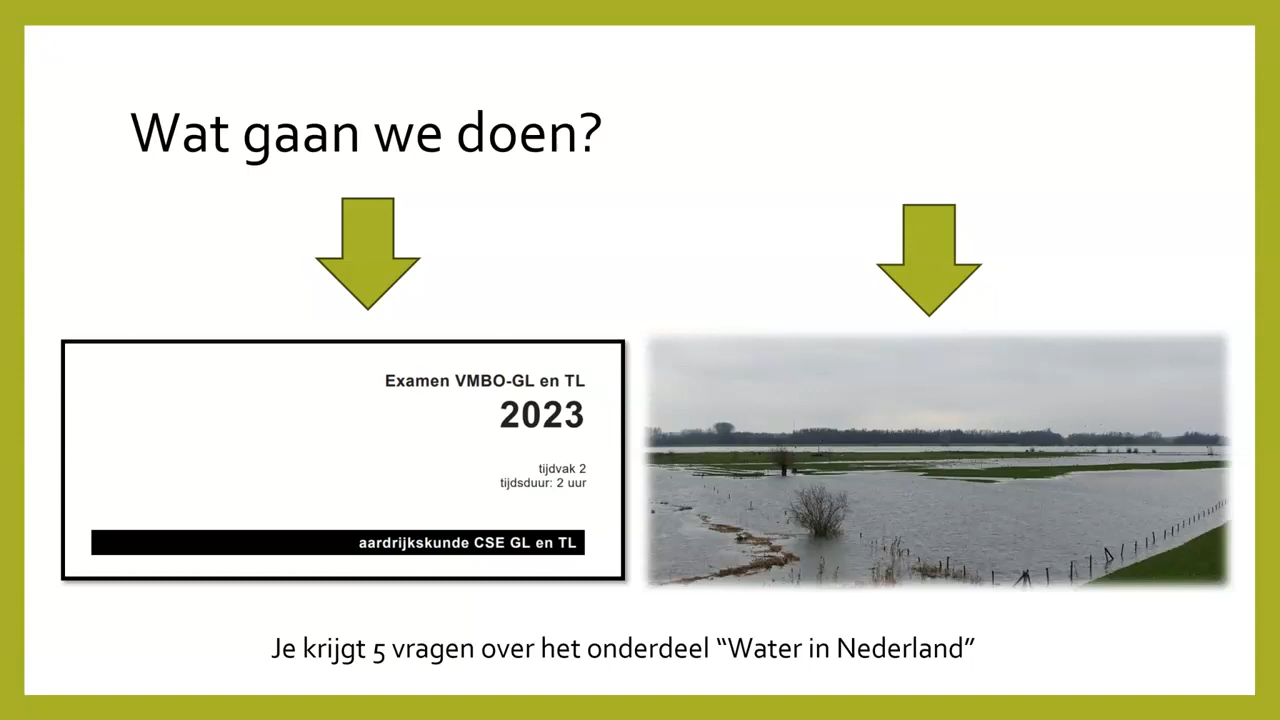 Wat gaan we doen?
Examen VMBO-GL en TL
2023
tijdvak 2
tijdsduur: 2 uur
aardrijkskunde CSE GL en TL
Je krijgt 5 vragen over het onderdeel “Water in Nederland”